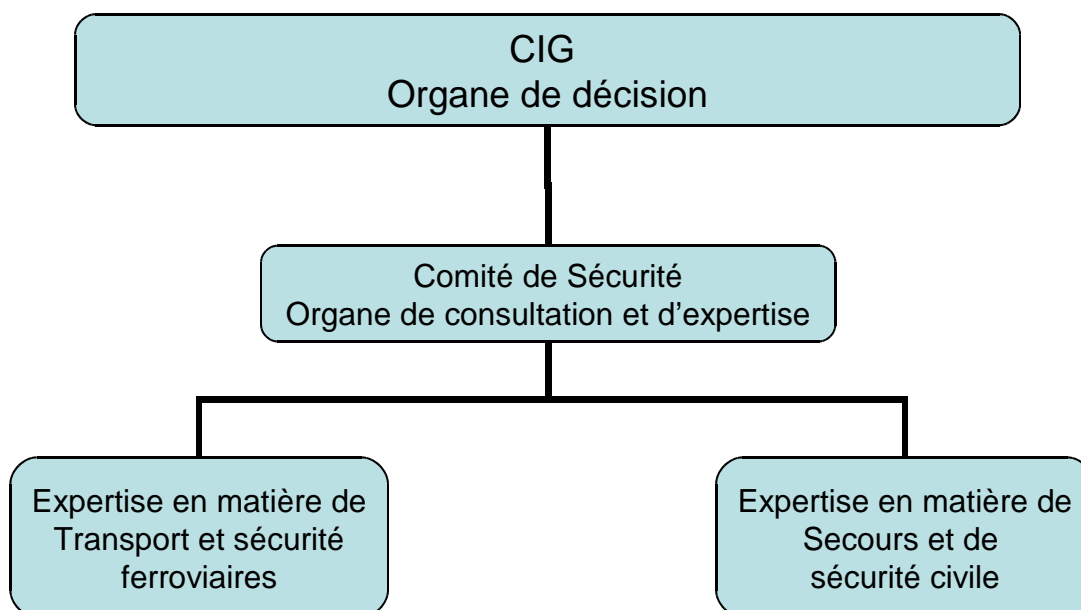 CIG
Organe de décision
Comité de Sécurité
Organe de consultation et d'expertise
Expertise en matière de
Transport et sécurité
ferroviaires
Expertise en matière de
Secours et de
sécurité civile